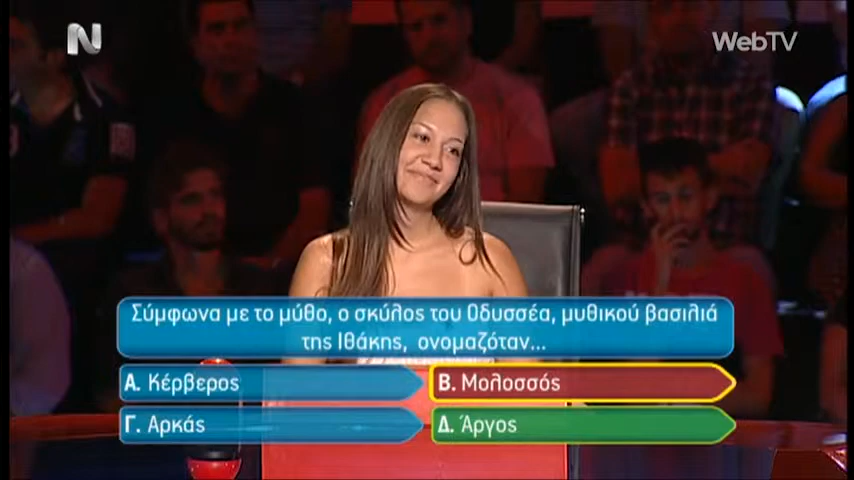 N
WebTV
Σύμφωνα με το μύθο, ο σκύλος του Οδυσσέα, μυθικού βασιλιά
της Ιθάκης, ονομαζόταν...
Α. Κέρβερος
Β. Μολοσσός
Γ. Αρκάς
Δ. Άργος